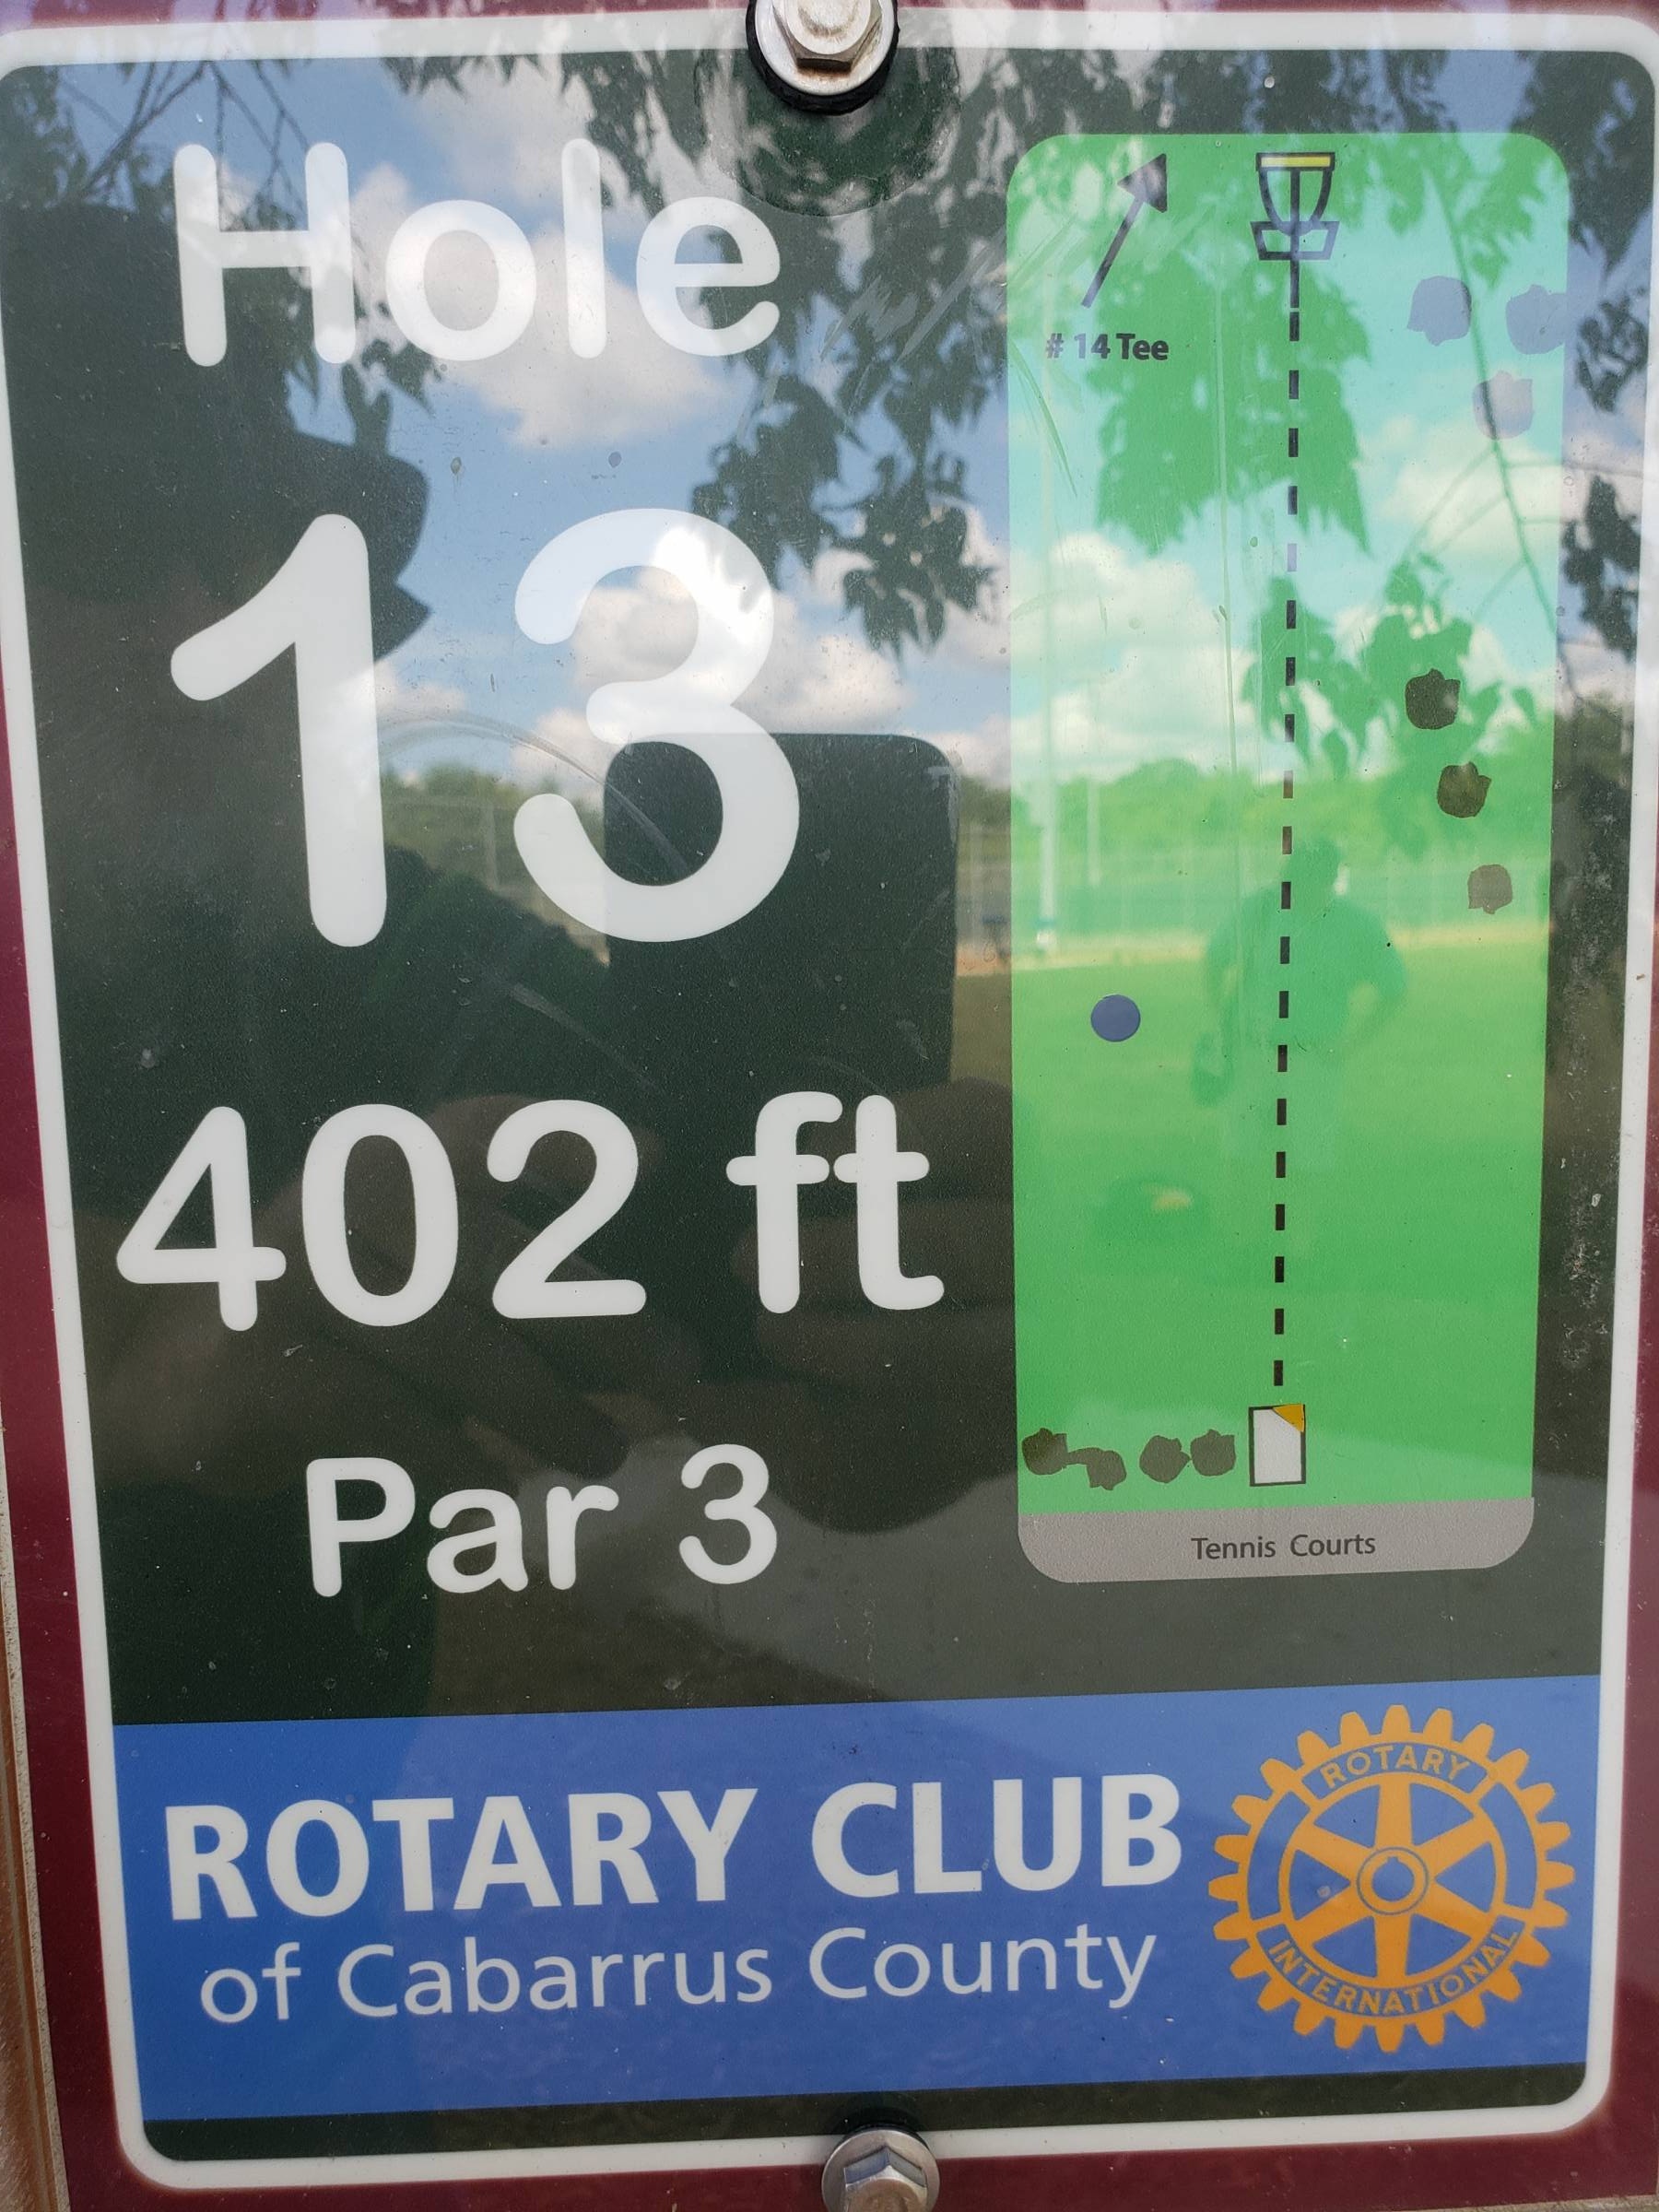 Hole
13
402 ft
Par 3
# 14 Tee
Tennis Courts
ROTARY CLUB
of Cabarrus County
ROTARY
INTERNATIONAL